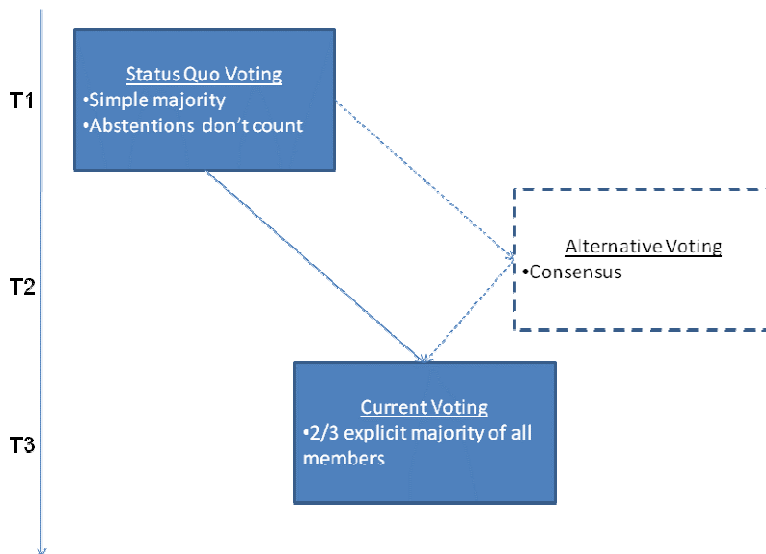 T1
Status Quo Voting
•Simple majority
•Abstentions don't count
T2
Alternative Voting
•Consensus
T3
Current Voting
•2/3 explicit majority of all
members